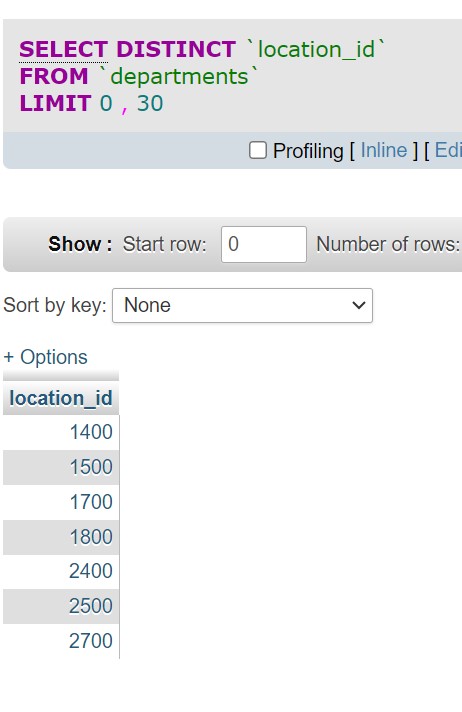 SELECT DISTINCT `location_id`
FROM `departments`
LIMIT 0 , 30
Profiling [ Inline ] [ Edi
Show : Start row: 0 Number of rows:
Sort by key: None
+ Options
location_id
1400
1500
1700
1800
2400
2500
2700